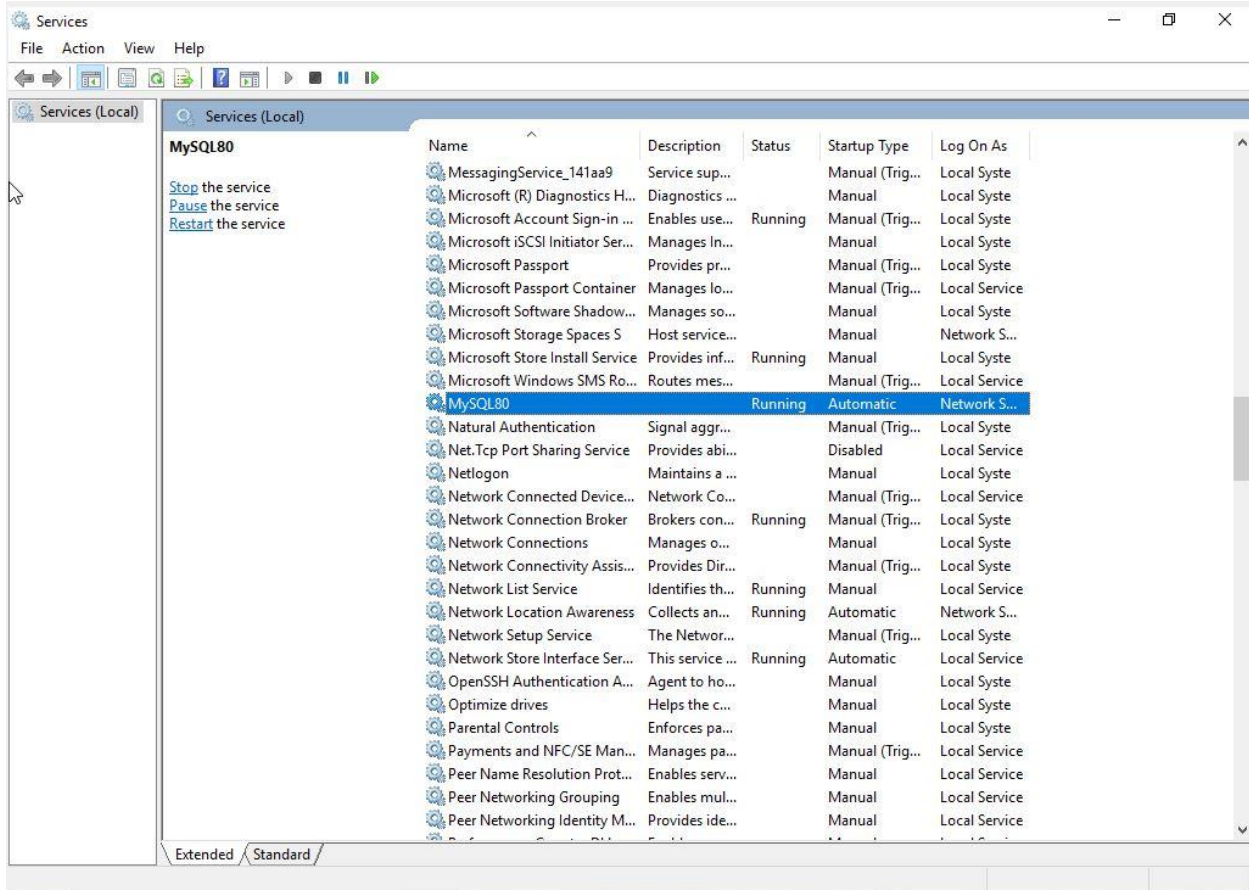 Services
File Action View Help
Services (Local)
Services (Local)
MySQL80
Stop the service
Pause the service
Restart the service
Name Description Status Startup Type Log On As
MessagingService_141aa9 Service sup... Manual (Trig... Local Syste
Microsoft (R) Diagnostics H... Diagnostics ... Manual Local Syste
Microsoft Account Sign-in ... Enables use... Running Manual (Trig... Local Syste
Microsoft iSCSI Initiator Ser... Manages In... Manual Local Syste
Microsoft Passport Provides pr... Manual (Trig... Local Syste
Microsoft Passport Container Manages lo... Manual (Trig... Local Service
Microsoft Software Shadow... Manages so... Manual Local Syste
Microsoft Storage Spaces S Host service... Manual Network S...
Microsoft Store Install Service Provides inf... Running Manual Local Syste
Microsoft Windows SMS Ro... Routes mes... Manual (Trig... Local Service
MySQL80 Running Automatic Network S...
Natural Authentication Signal aggr... Manual (Trig... Local Syste
Net.Tcp Port Sharing Service Provides abi... Disabled Local Service
Netlogon Maintains a ... Manual Local Syste
Network Connected Device... Network Co... Manual (Trig... Local Service
Network Connection Broker Brokers con... Running Manual (Trig... Local Syste
Network Connections Manages o... Manual Local Syste
Network Connectivity Assis... Provides Dir... Manual (Trig... Local Syste
Network List Service Identifies th... Running Manual Local Service
Network Location Awareness Collects an... Running Automatic Network S...
Network Setup Service The Networ... Manual (Trig... Local Syste
Network Store Interface Ser... This service ... Running Automatic Local Service
OpenSSH Authentication A... Agent to ho... Manual Local Syste
Optimize drives Helps the c... Manual Local Syste
Parental Controls Enforces pa... Manual Local Syste
Payments and NFC/SE Man... Manages pa... Manual (Trig... Local Service
Peer Name Resolution Prot... Enables serv... Manual Local Service
Peer Networking Grouping Enables mul... Manual Local Service
Peer Networking Identity M... Provides ide... Manual Local Service
Extended Standard